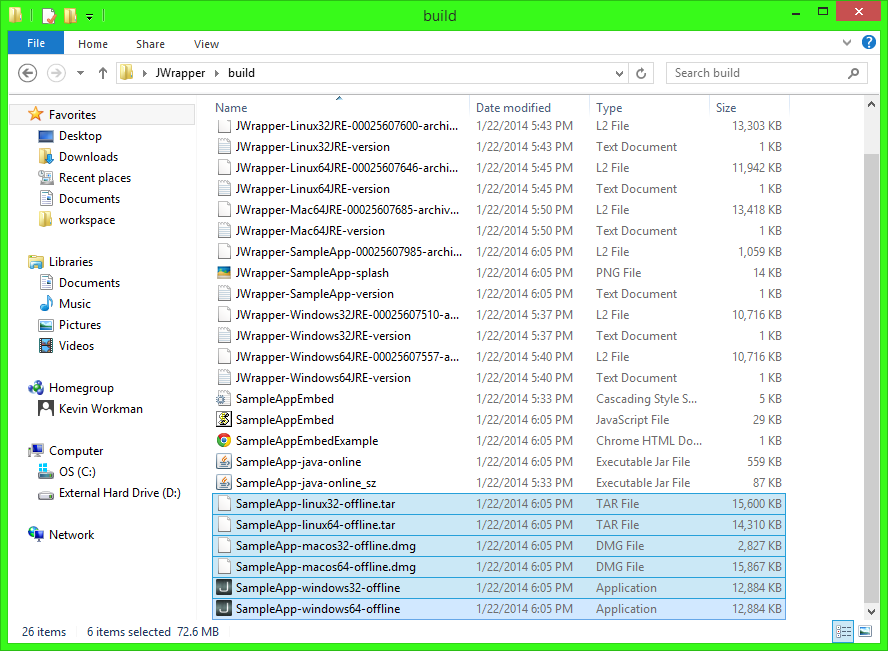 build
File Home Share View
JWrapper build Search build
Name Date modified Type Size
Favorites
Desktop
Downloads
Recent places
Documents
workspace
Libraries
Documents
Music
Pictures
Videos
Homegroup
Kevin Workman
Computer
OS (C:)
External Hard Drive (D:)
Network
JWrapper-Linux32JRE-00025607600-archi... 1/22/2014 5:43 PM L2 File 13,303 KB
JWrapper-Linux32JRE-version 1/22/2014 5:43 PM Text Document 1 KB
JWrapper-Linux64JRE-00025607646-archi... 1/22/2014 5:45 PM L2 File 11,942 KB
JWrapper-Linux64JRE-version 1/22/2014 5:45 PM Text Document 1 KB
JWrapper-Mac64JRE-00025607685-archiv... 1/22/2014 5:50 PM L2 File 13,418 KB
JWrapper-Mac64JRE-version 1/22/2014 5:50 PM Text Document 1 KB
JWrapper-SampleApp-00025607985-archi... 1/22/2014 6:05 PM L2 File 1,059 KB
JWrapper-SampleApp-splash 1/22/2014 6:05 PM PNG File 14 KB
JWrapper-SampleApp-version 1/22/2014 6:05 PM Text Document 1 KB
JWrapper-Windows32JRE-00025607510-a... 1/22/2014 5:37 PM L2 File 10,716 KB
JWrapper-Windows32JRE-version 1/22/2014 5:37 PM Text Document 1 KB
JWrapper-Windows64JRE-00025607557-a... 1/22/2014 5:40 PM L2 File 10,716 KB
JWrapper-Windows64JRE-version 1/22/2014 5:40 PM Text Document 1 KB
SampleAppEmbed 1/22/2014 5:33 PM Cascading Style S... 5 KB
SampleAppEmbed 1/22/2014 6:05 PM JavaScript File 29 KB
SampleAppEmbedExample 1/22/2014 6:05 PM Chrome HTML Do... 1 KB
SampleApp-java-online 1/22/2014 6:05 PM Executable Jar File 559 KB
SampleApp-java-online_sz 1/22/2014 5:33 PM Executable Jar File 87 KB
SampleApp-linux32-offline.tar 1/22/2014 6:05 PM TAR File 15,600 KB
SampleApp-linux64-offline.tar 1/22/2014 6:05 PM TAR File 14,310 KB
SampleApp-macos32-offline.dmg 1/22/2014 6:05 PM DMG File 2,827 KB
SampleApp-macos64-offline.dmg 1/22/2014 6:05 PM DMG File 15,867 KB
SampleApp-windows32-offline 1/22/2014 6:05 PM Application 12,884 KB
SampleApp-windows64-offline 1/22/2014 6:05 PM Application 12,884 KB
26 items 6 items selected 72.6 MB